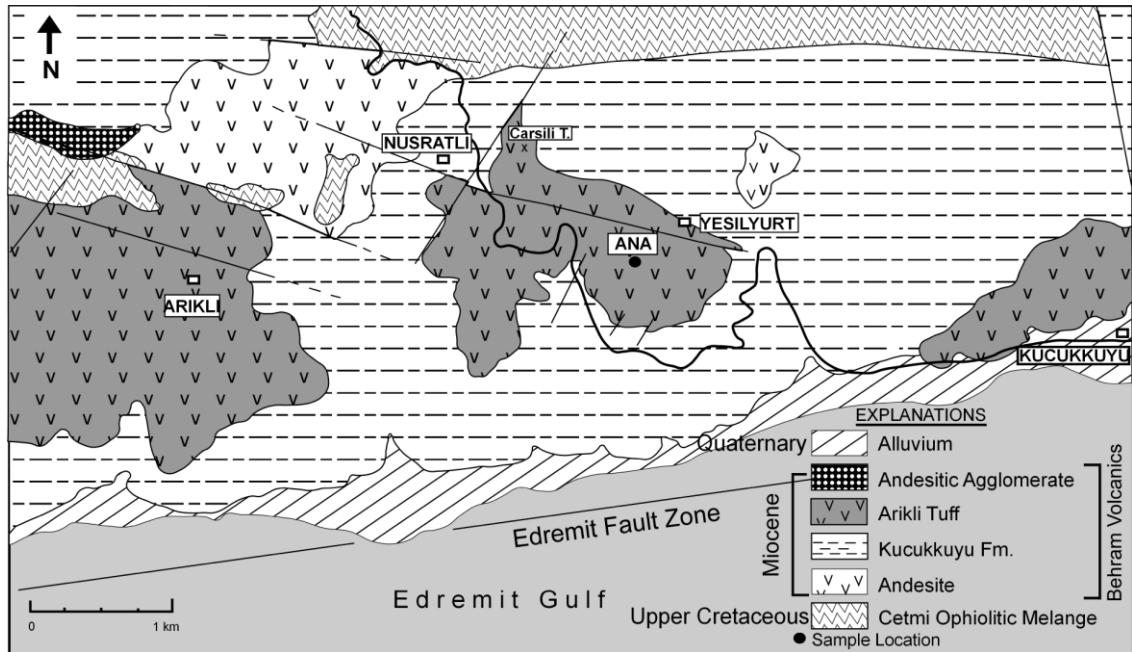 N
NUSRATLI
Carsili T.
x
YESILYURT
ANA
ARIKLI
KUCUKKUYU
EXPLANATIONS
Quaternary Alluvium
Andesitic Agglomerate
Arikli Tuff
Kucukkuyu Fm.
Andesite
Miocene
Behram Volcanics
Upper Cretaceous Cetmi Ophiolitic Melange
Sample Location
Edremit Fault Zone
Edremit Gulf
0 1 km